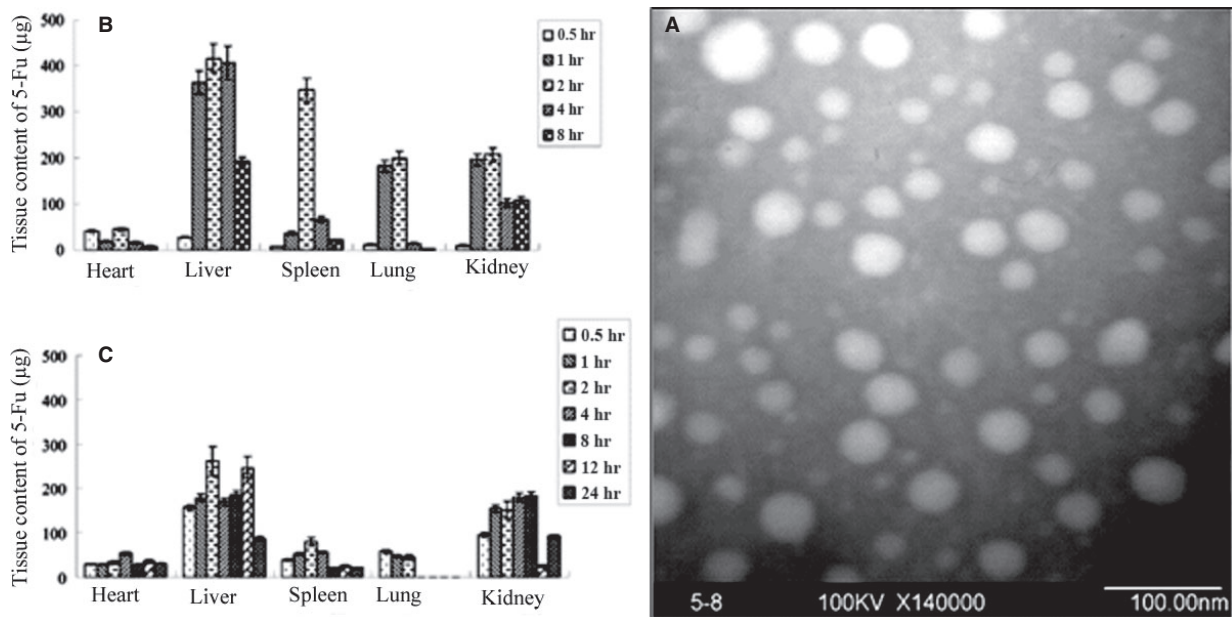 B
Tissue content of 5-Fu (µg)
500
400
300
200
100
0
Heart
Liver
Spleen
Lung
Kidney
0.5 hr
1 hr
2 hr
4 hr
8 hr
C
Tissue content of 5-Fu (µg)
500
400
300
200
100
0
Heart
Liver
Spleen
Lung
Kidney
0.5 hr
1 hr
2 hr
4 hr
8 hr
12 hr
24 hr
A
5-8 100KV X140000 100.00nm